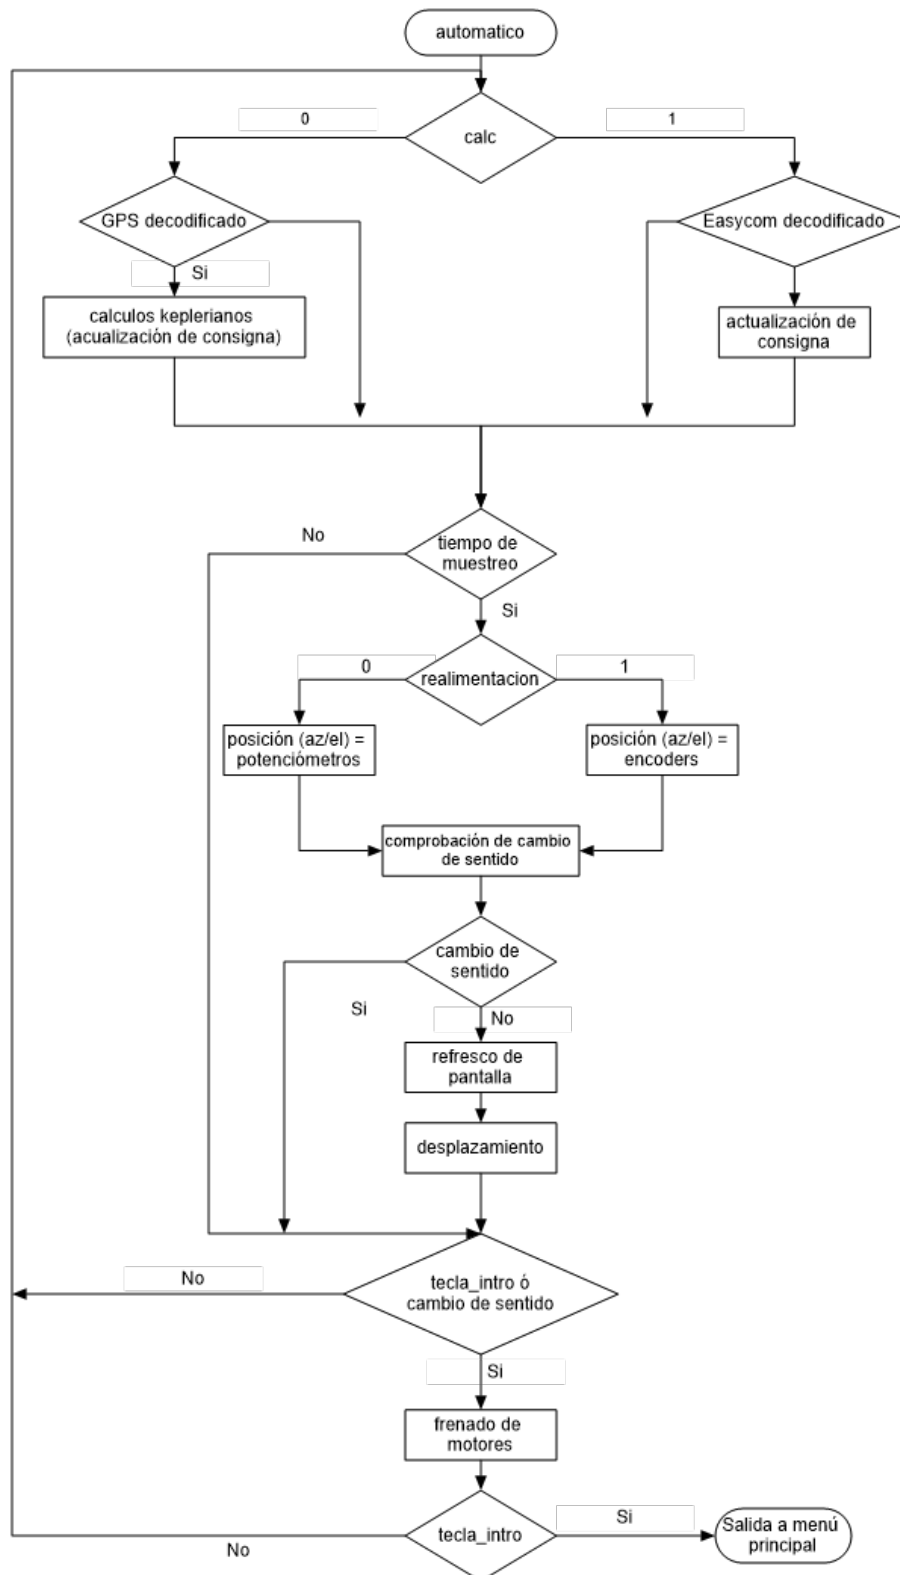 automatico
0
1
calc
GPS decodificado
Easycom decodificado
Si
calculos keplerianos
(acualización de consigna)
actualización de
consigna
No
tiempo de
muestreo
Si
0
realimentacion
1
posición (az/el) =
potenciómetros
posición (az/el) =
encoders
comprobación de cambio
de sentido
cambio de
sentido
Si
No
refresco de
pantalla
desplazamiento
No
tecla_intro ó
cambio de sentido
Si
frenado de
motores
No
tecla_intro
Si
Salida a menú
principal